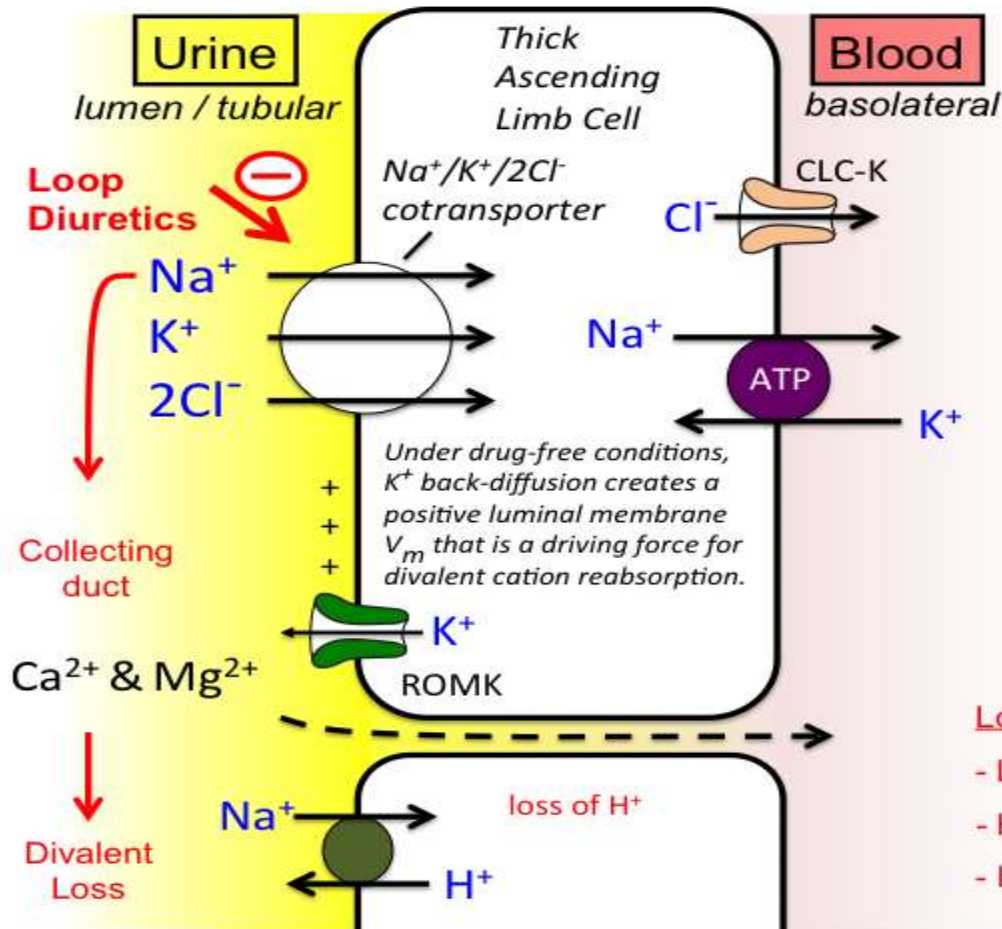 Urine
lumen / tubular
Thick
Ascending
Limb Cell
Blood
basolateral
Loop
Diuretics
Na⁺/K⁺/2Cl⁻
cotransporter
CLC-K
Cl⁻
Na⁺
K⁺
2Cl⁻
Na⁺
ATP
K⁺
Under drug-free conditions,
K⁺ back-diffusion creates a
positive luminal membrane
Vₘ that is a driving force for
divalent cation reabsorption.
+
+
+
Collecting
duct
K⁺
ROMK
Ca²⁺ & Mg²⁺
Na⁺
loss of H⁺
H⁺
Divalent
Loss